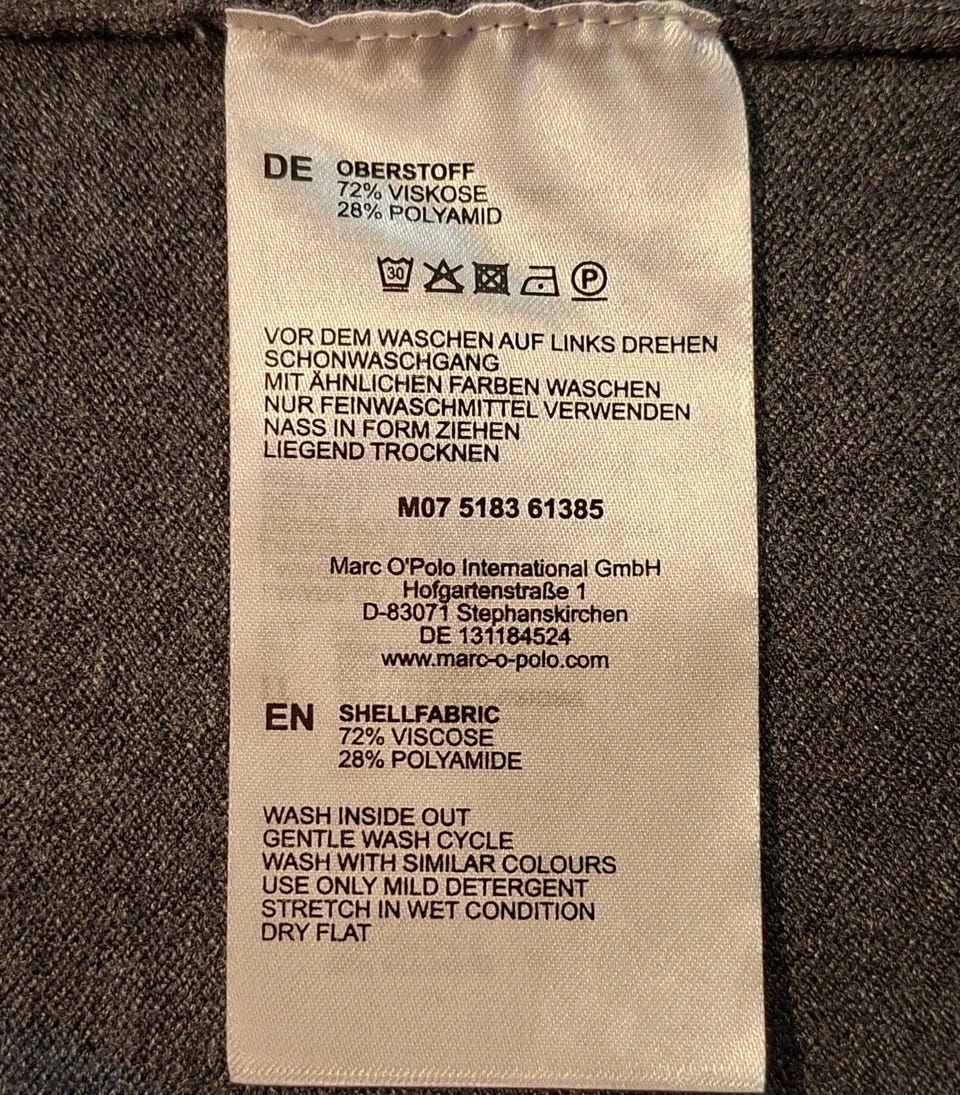 DE OBERSTOFF
72% VISKOSE
28% POLYAMID
30 P
VOR DEM WASCHEN AUF LINKS DREHEN
SCHONWASCHGANG
MIT ÄHNLICHEN FARBEN WASCHEN
NUR FEINWASCHMITTEL VERWENDEN
NASS IN FORM ZIEHEN
LIEGEND TROCKNEN
M07 5183 61385
Marc O'Polo International GmbH
Hofgartenstraße 1
D-83071 Stephanskirchen
DE 131184524
www.marc-o-polo.com
EN SHELLFABRIC
72% VISCOSE
28% POLYAMIDE
WASH INSIDE OUT
GENTLE WASH CYCLE
WASH WITH SIMILAR COLOURS
USE ONLY MILD DETERGENT
STRETCH IN WET CONDITION
DRY FLAT